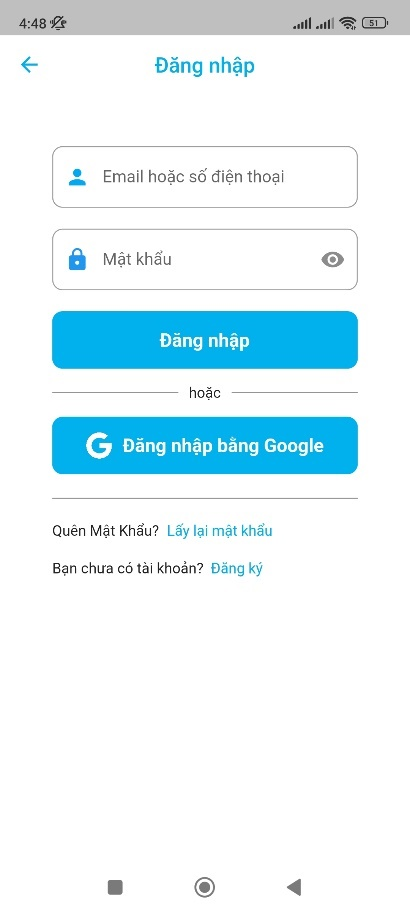 4:48
51
Đăng nhập
Email hoặc số điện thoại
Mật khẩu
Đăng nhập
hoặc
Đăng nhập bằng Google
Quên Mật Khẩu? Lấy lại mật khẩu
Bạn chưa có tài khoản? Đăng ký